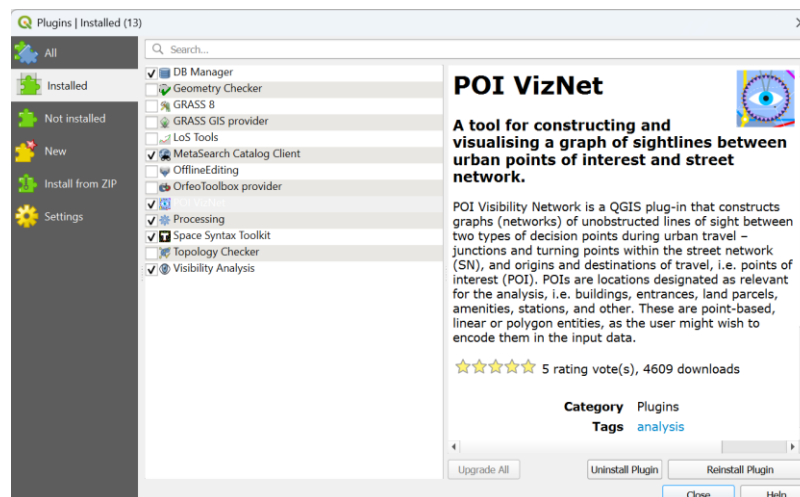 Plugins | Installed (13)
All
Installed
Not installed
New
Install from ZIP
Settings
Search...
DB Manager
Geometry Checker
GRASS 8
GRASS GIS provider
LoS Tools
MetaSearch Catalog Client
OfflineEditing
OrfeoToolbox provider
POI VizNet
Processing
Space Syntax Toolkit
Topology Checker
Visibility Analysis
POI VizNet
A tool for constructing and
visualising a graph of sightlines between
urban points of interest and street
network.
POI Visibility Network is a QGIS plug-in that constructs
graphs (networks) of unobstructed lines of sight between
two types of decision points during urban travel –
junctions and turning points within the street network
(SN), and origins and destinations of travel, i.e. points of
interest (POI). POIs are locations designated as relevant
for the analysis, i.e. buildings, entrances, land parcels,
amenities, stations, and other. These are point-based,
linear or polygon entities, as the user might wish to
encode them in the input data.
5 rating vote(s), 4609 downloads
Category Plugins
Tags analysis
Upgrade All
Uninstall Plugin
Reinstall Plugin
Close
Help